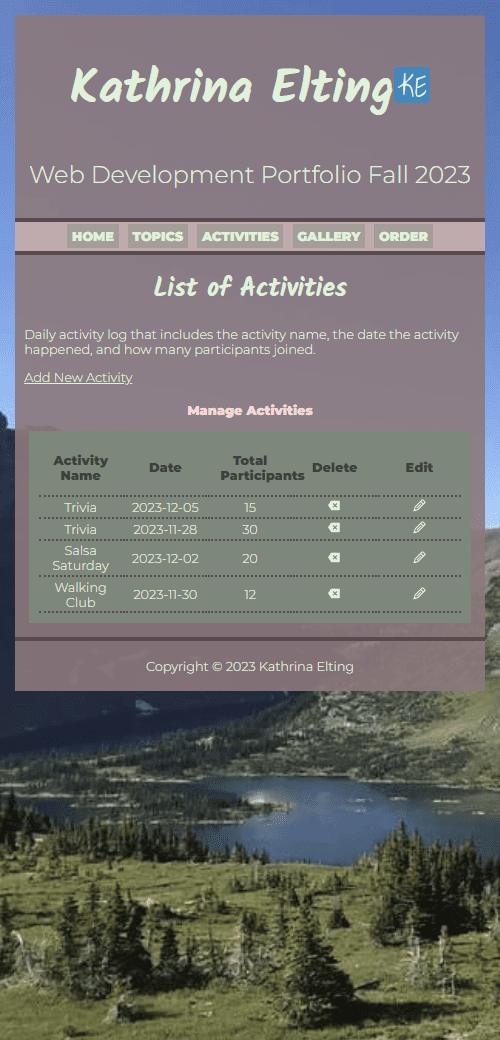 Kathrina Elting KE
Web Development Portfolio Fall 2023
HOME TOPICS ACTIVITIES GALLERY ORDER
List of Activities
Daily activity log that includes the activity name, the date the activity
happened, and how many participants joined.
Add New Activity
Manage Activities
Activity Name Date Total Participants Delete Edit
Trivia 2023-12-05 15
Trivia 2023-11-28 30
Salsa Saturday 2023-12-02 20
Walking Club 2023-11-30 12
Copyright © 2023 Kathrina Elting